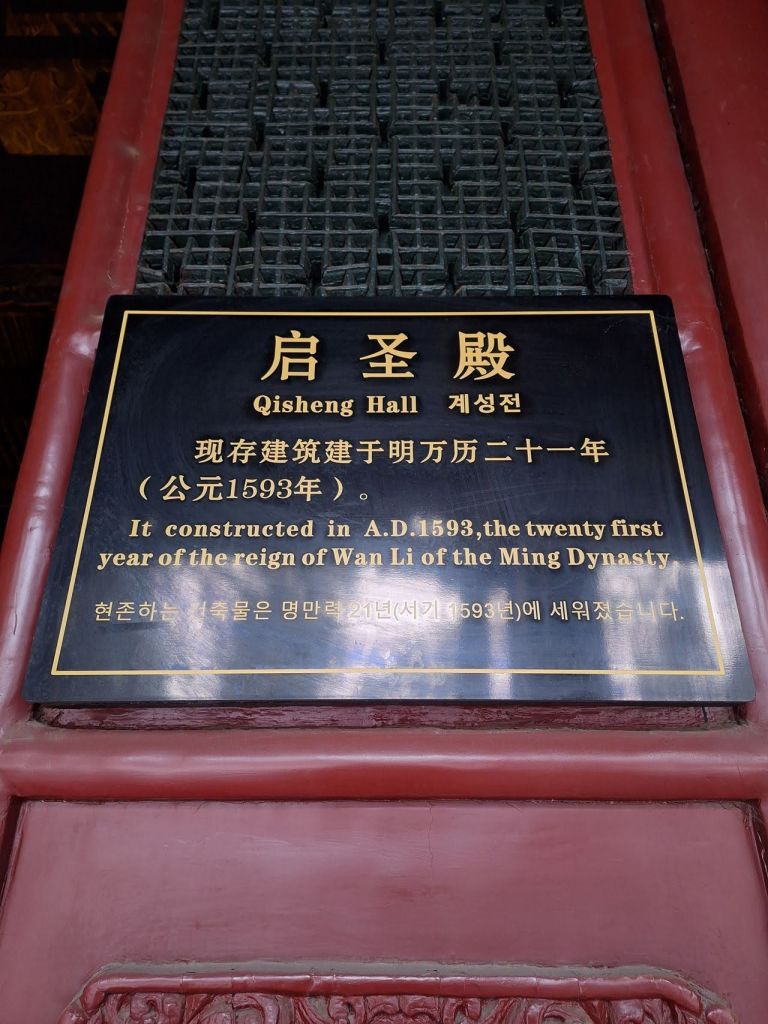 启圣殿
Qisheng Hall 계성전
现存建筑建于明万历二十一年
（公元1593年）。
It constructed in A.D.1593,the twenty first
year of the reign of Wan Li of the Ming Dynasty.
현존하는 건축물은 명만력 21년(서기 1593년)에 세워졌습니다.